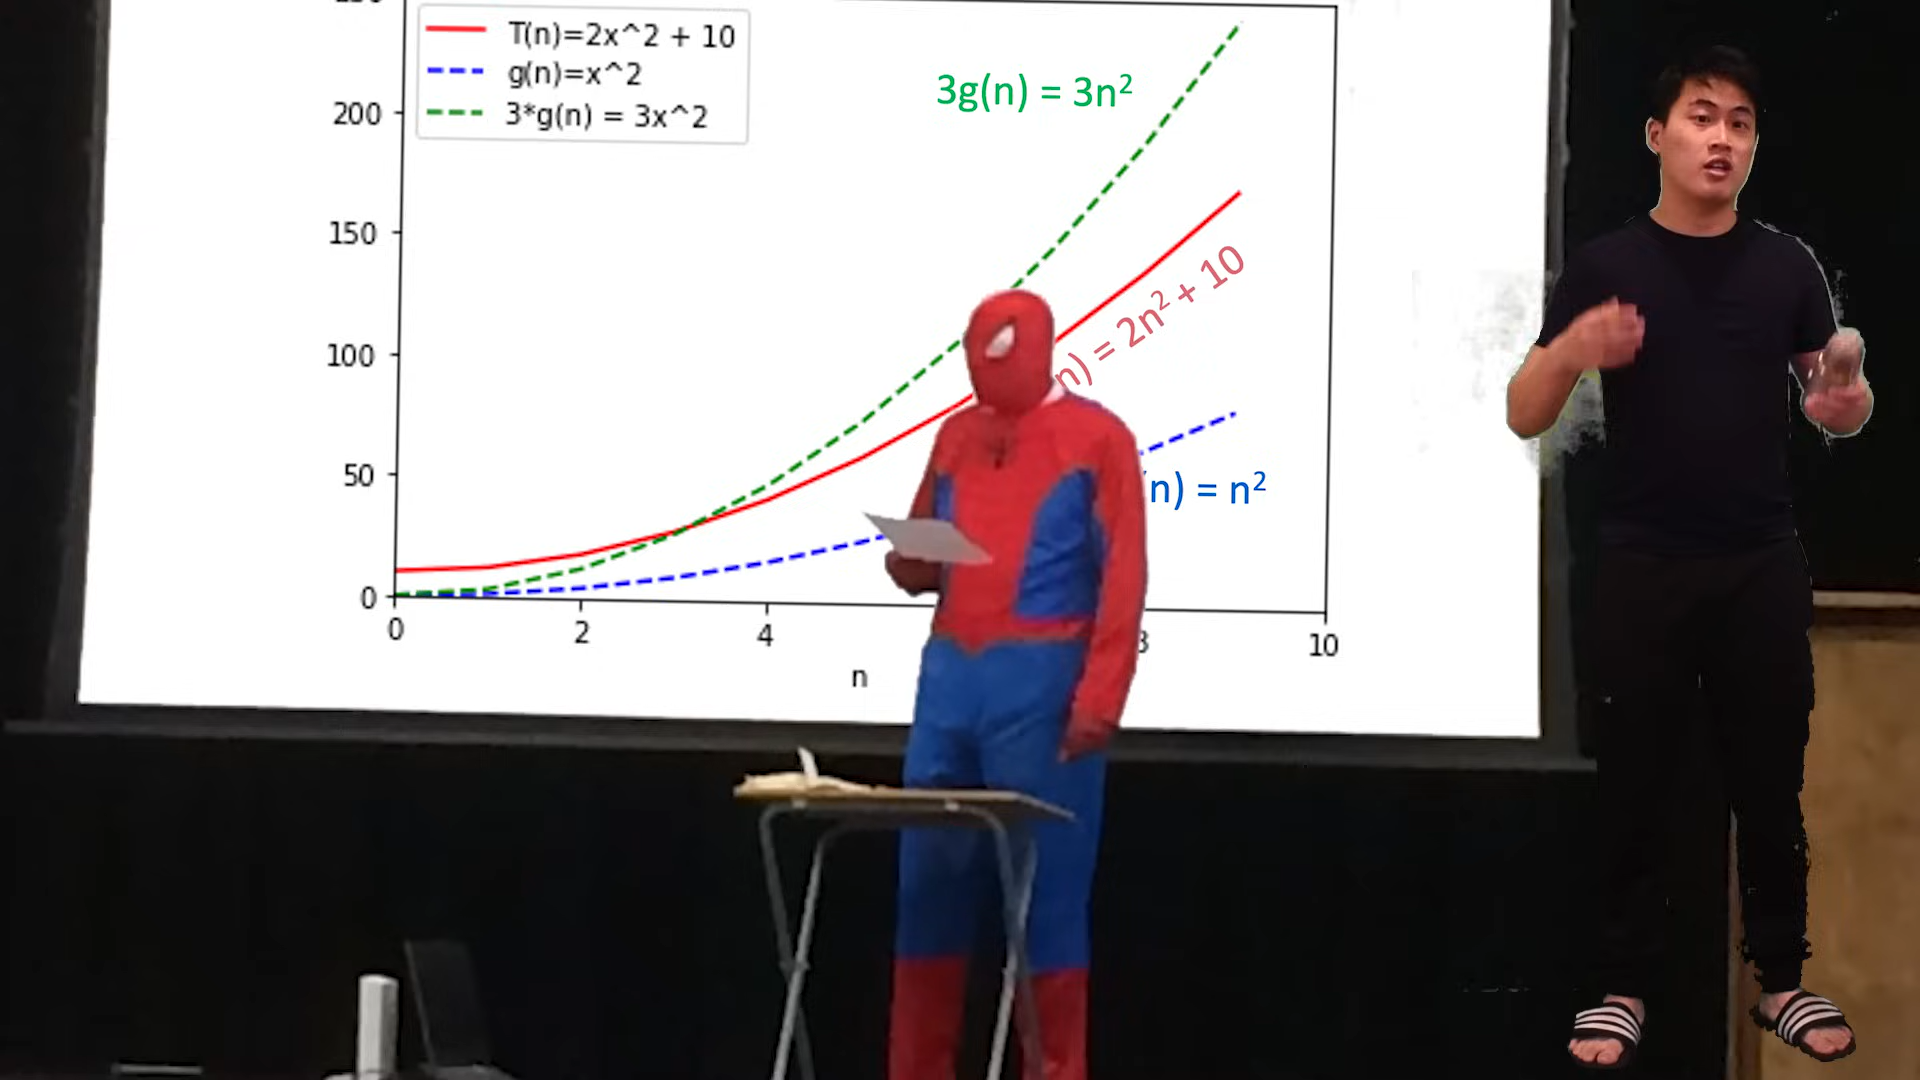 T(n)=2x^2 + 10
g(n)=x^2
3*g(n) = 3x^2
3g(n) = 3n²
200
150
n) = 2n² + 10
100
50
n) = n²
0
0 2 4 10
n